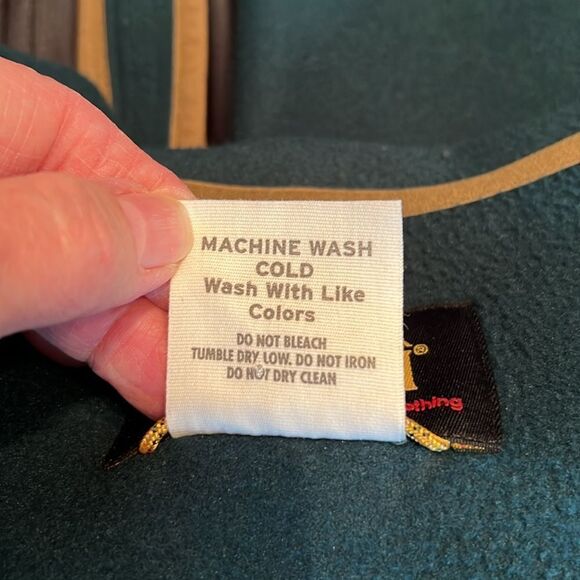 MACHINE WASH
COLD
Wash With Like
Colors
DO NOT BLEACH
TUMBLE DRY, LOW. DO NOT IRON
DO NOT DRY CLEAN